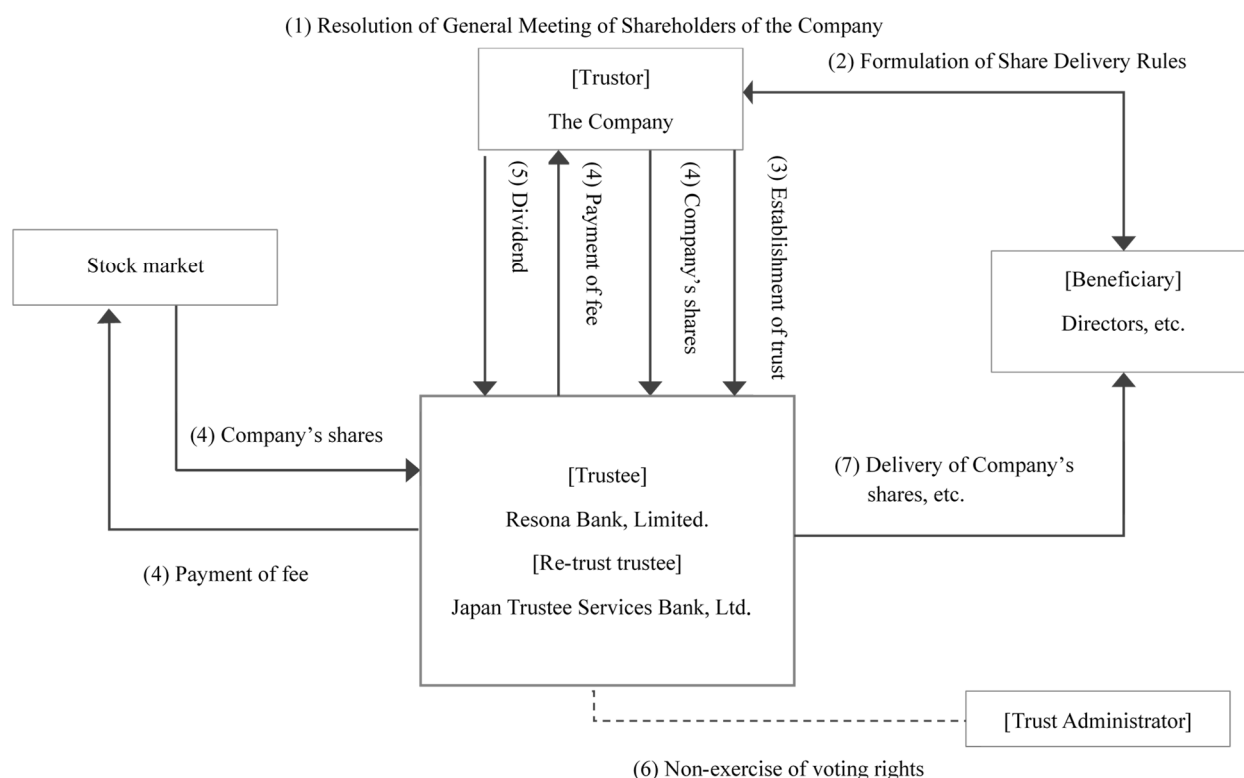 (1) Resolution of General Meeting of Shareholders of the Company
(2) Formulation of Share Delivery Rules
[Trustor]
The Company
(5) Dividend
(4) Payment of fee
(4) Company’s shares
(3) Establishment of trust
Stock market
[Beneficiary]
Directors, etc.
(4) Company’s shares
(4) Payment of fee
[Trustee]
Resona Bank, Limited.
[Re-trust trustee]
Japan Trustee Services Bank, Ltd.
(7) Delivery of Company’s
shares, etc.
[Trust Administrator]
(6) Non-exercise of voting rights